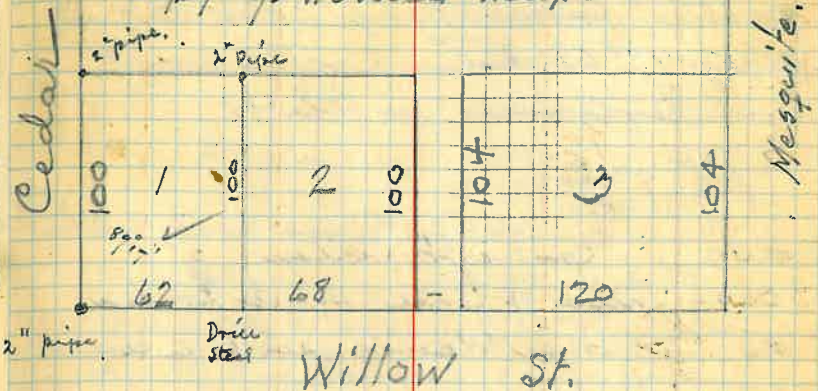 Cedar
2" pipe.
2" Pipe
Mesquite.
100
1
100
2
100
104
3
104
62
68
120
2" pipe
Drill
Steel
Willow St.